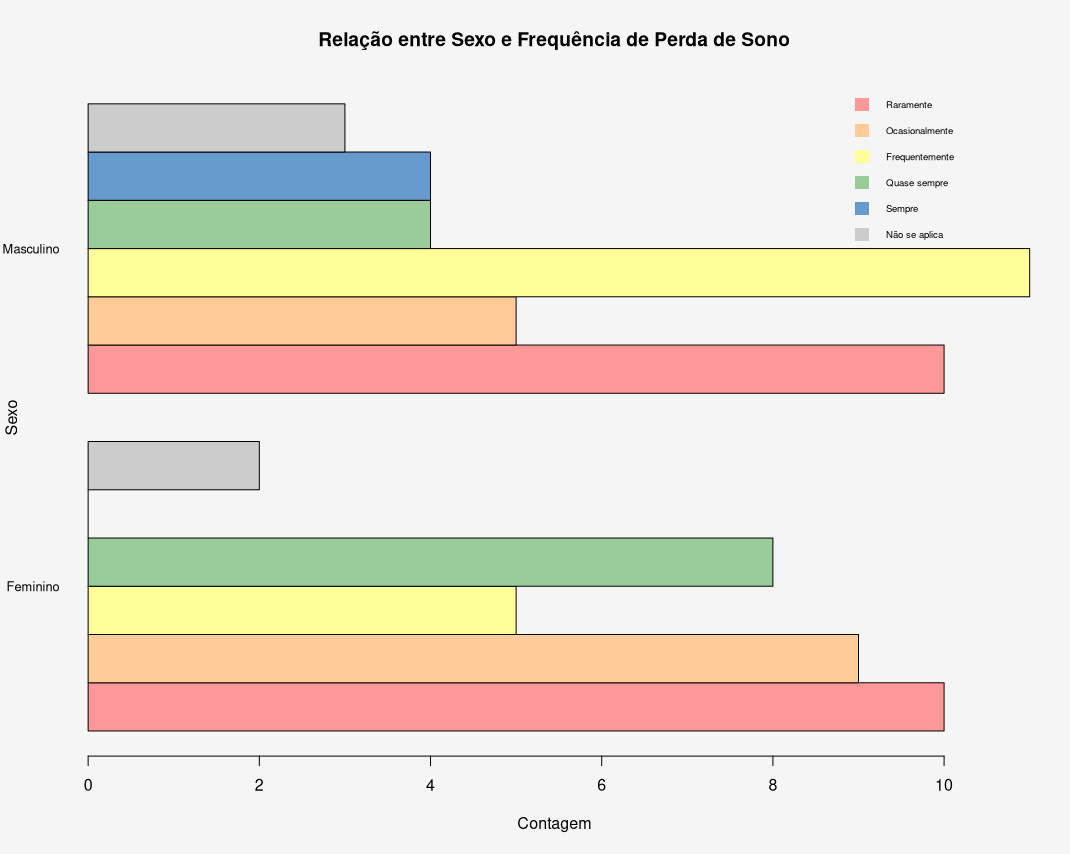 Relação entre Sexo e Frequência de Perda de Sono
Raramente
Ocasionalmente
Frequentemente
Quase sempre
Sempre
Não se aplica
Masculino
Sexo
Feminino
0 2 4 6 8 10
Contagem